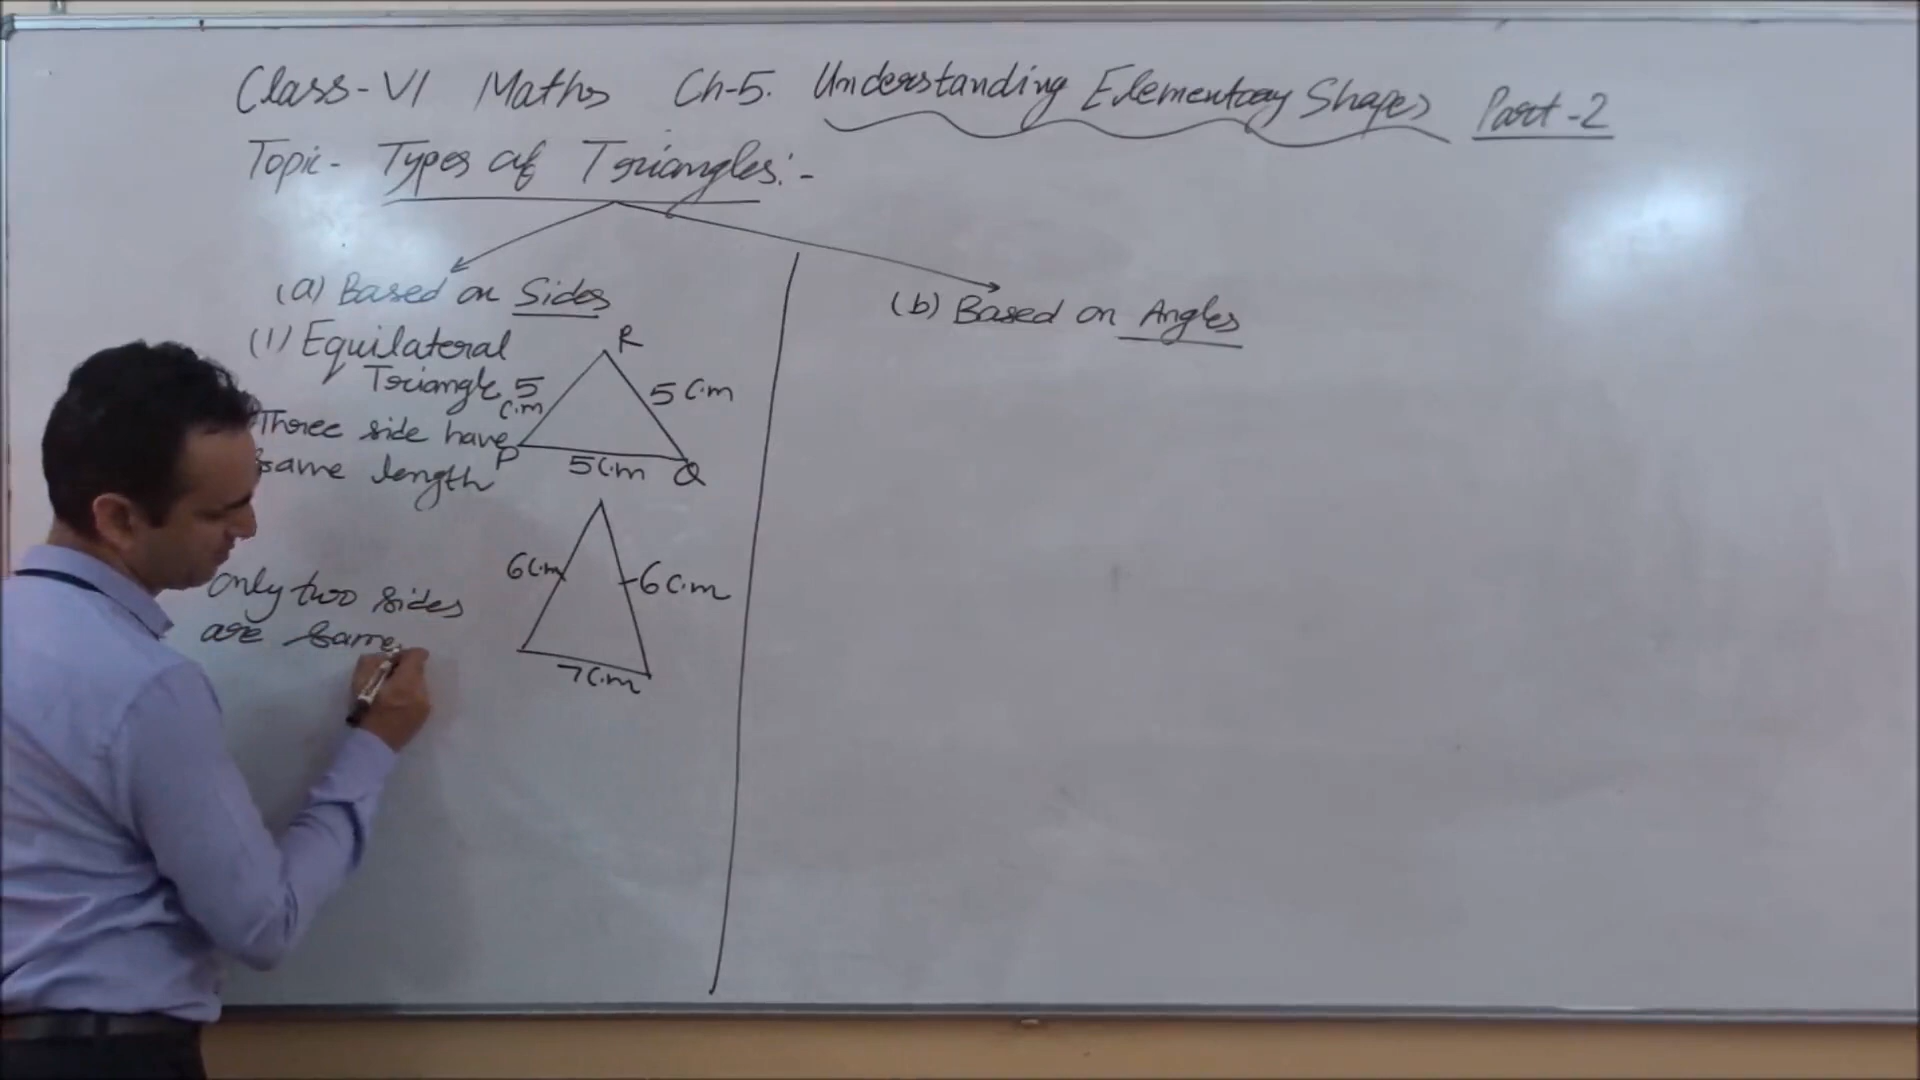 Class-VI Maths Ch-5. Understanding Elementary Shapes Part-2
Topic- Types of Triangles:-
(a) Based on Sides
(b) Based on Angles
(1) Equilateral
Triangle
Three side have
same length
R
5
C.m
5 C.m
P
5 C.m
Q
6 C.m
6 C.m
7 C.m
Only two sides
are same